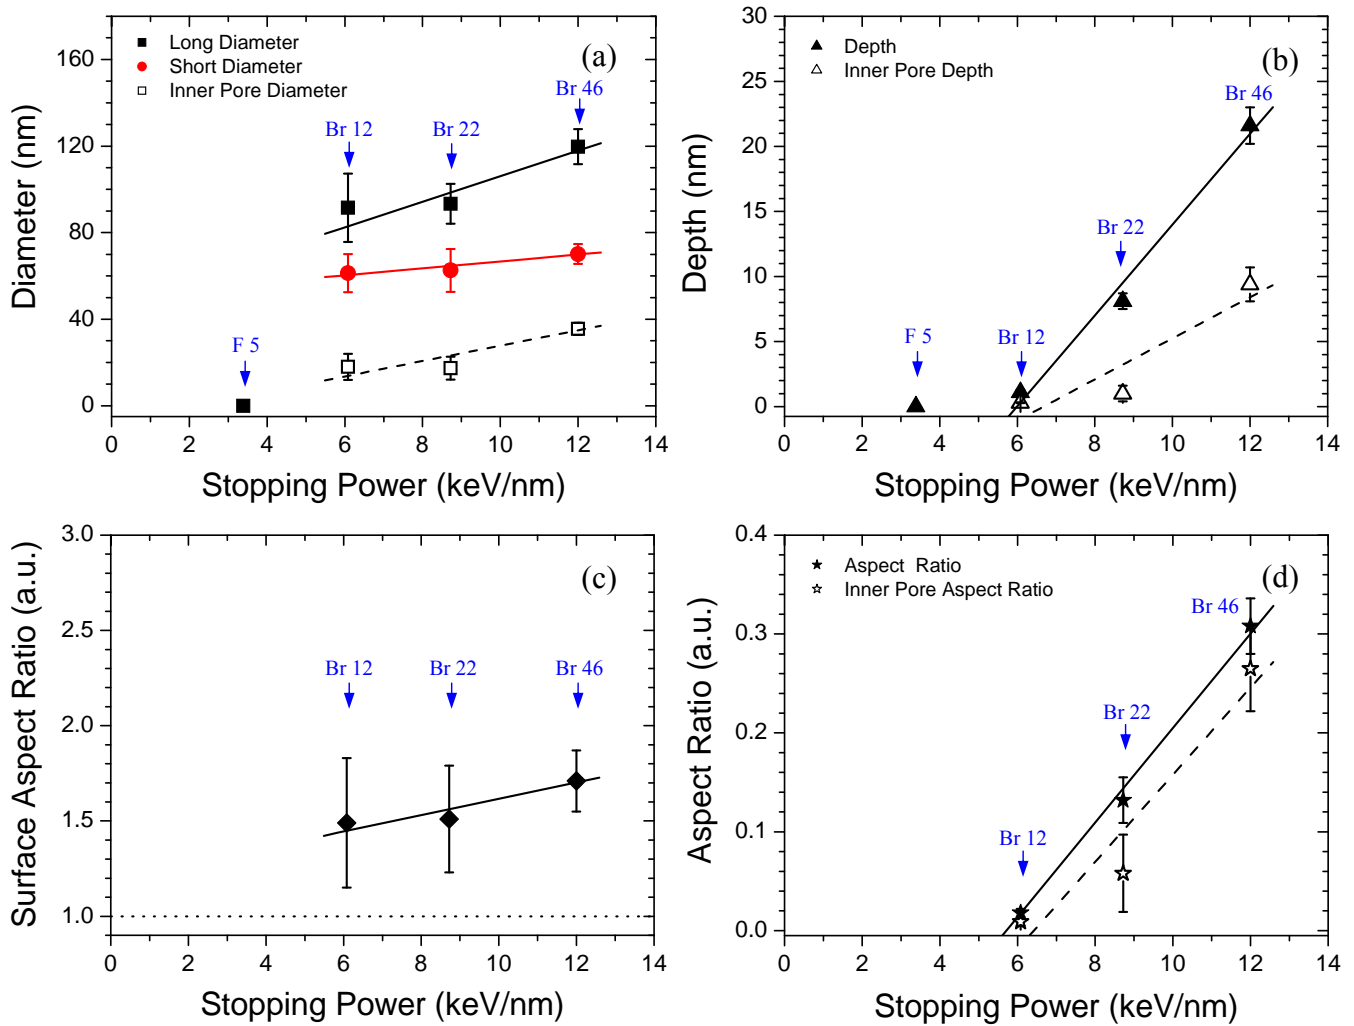 Long Diameter
Short Diameter
Inner Pore Diameter
(a)
Br 46
Br 12
Br 22
F 5
160
120
80
40
0
0 2 4 6 8 10 12 14
Diameter (nm)
Stopping Power (keV/nm)
Depth
Inner Pore Depth
(b)
Br 46
Br 22
Br 12
F 5
30
25
20
15
10
5
0
0 2 4 6 8 10 12 14
Depth (nm)
Stopping Power (keV/nm)
(c)
Br 12
Br 22
Br 46
3.0
2.5
2.0
1.5
1.0
0 2 4 6 8 10 12 14
Surface Aspect Ratio (a.u.)
Stopping Power (keV/nm)
Aspect Ratio
Inner Pore Aspect Ratio
(d)
Br 46
Br 22
Br 12
0.4
0.3
0.2
0.1
0.0
0 2 4 6 8 10 12 14
Aspect Ratio (a.u.)
Stopping Power (keV/nm)